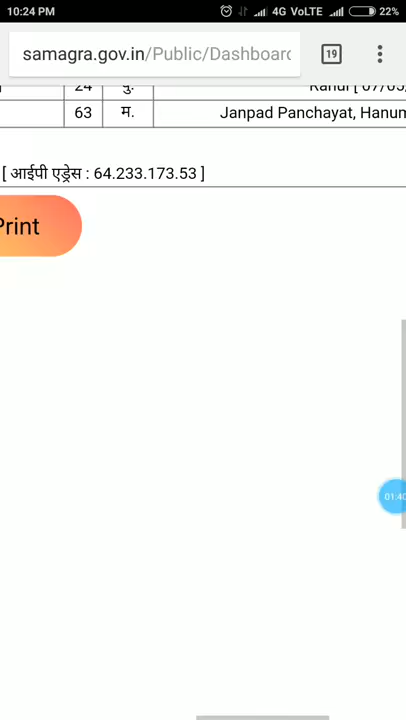 10:24 PM 4G VoLTE 22%
samagra.gov.in/Public/Dashboard 19
24 पु.
63 म. Janpad Panchayat, Hanum
[ आईपी एड्रेस : 64.233.173.53 ]
Print
01:40